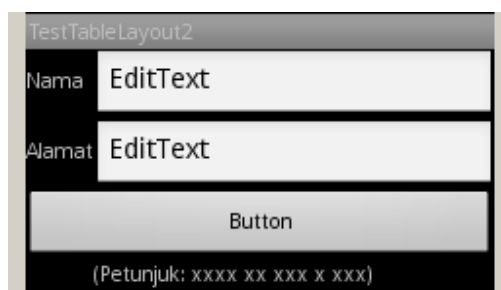 TestTableLayout2
Nama EditText
Alamat EditText
Button
(Petunjuk: xxxx xx xxx x xxx)